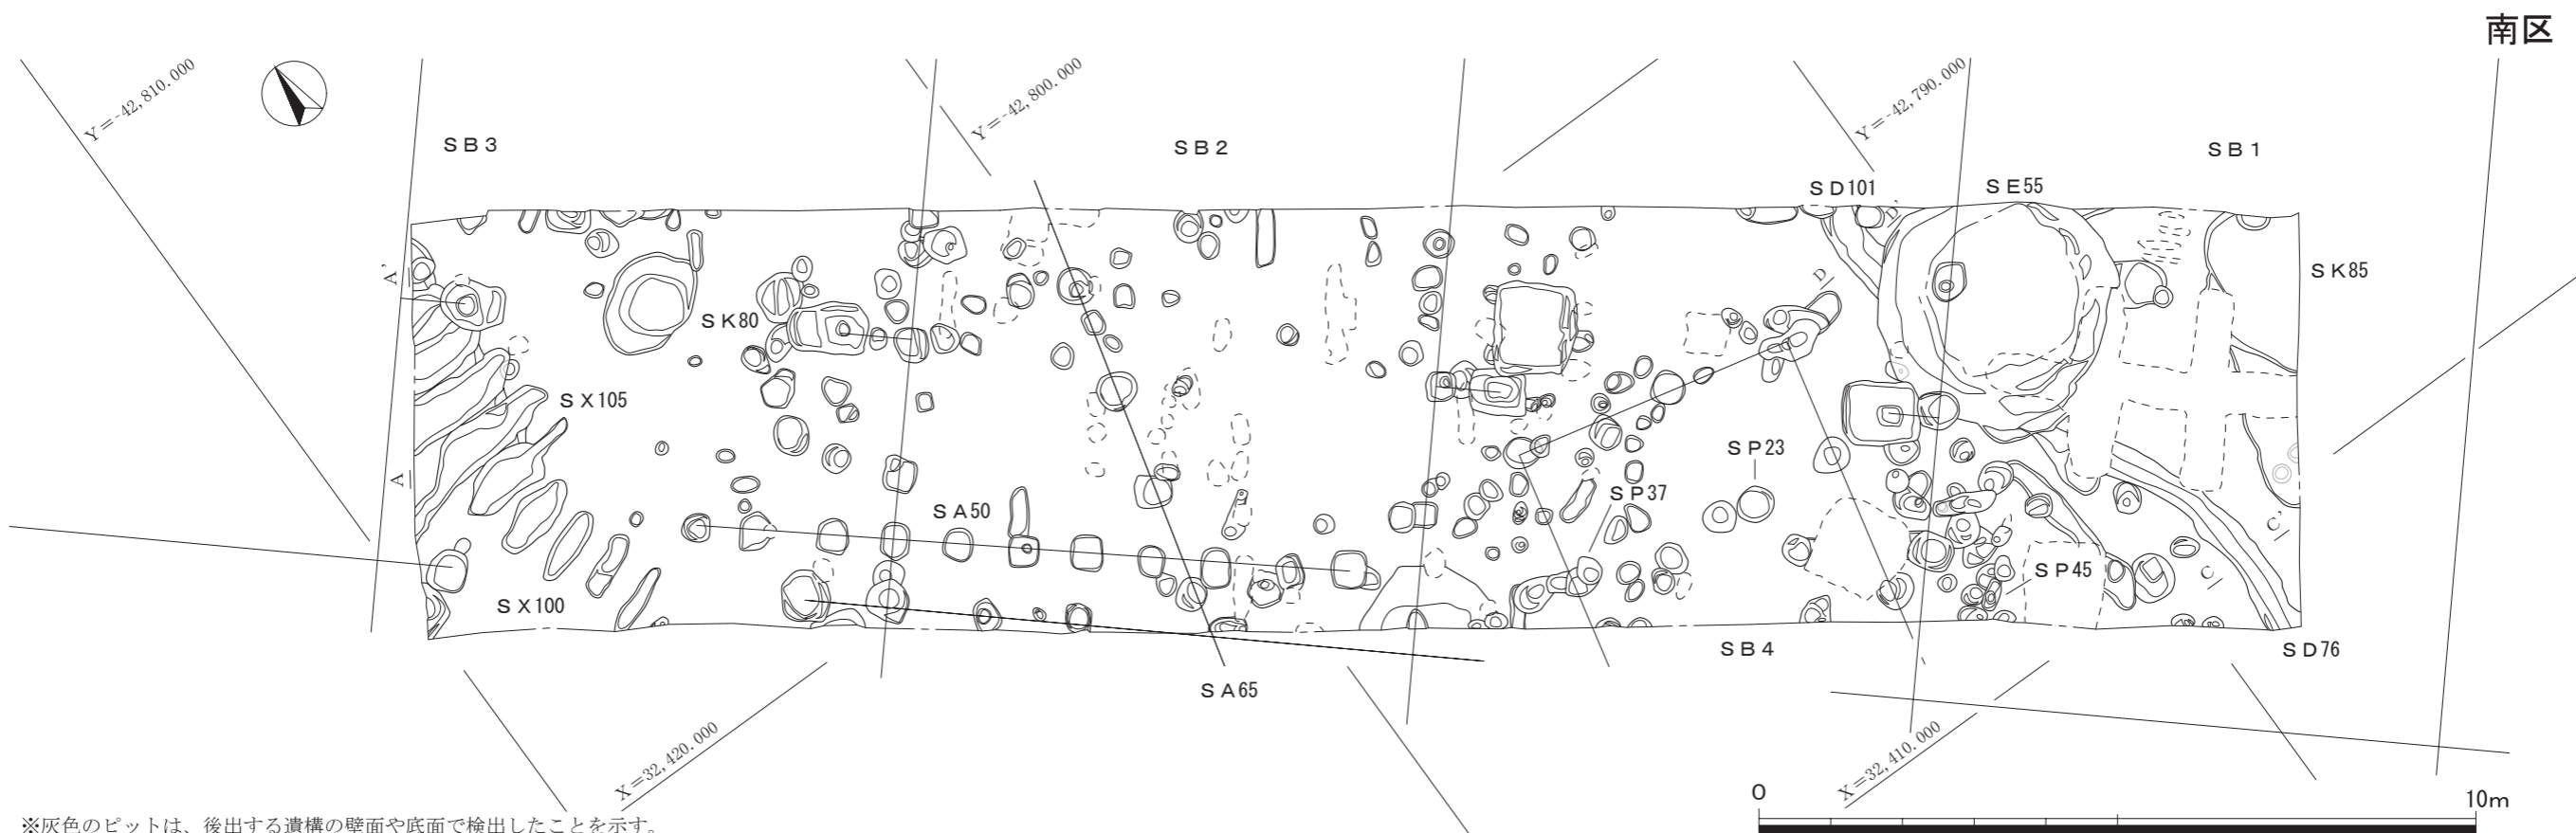 南区
Y＝-42,810.000
Y＝-42,800.000
Y＝-42,790.000
SB3
SB2
SB1
SD101
SE55
D'
A'
D
SK85
SK80
SX105
SP23
A
SP37
SA50
C'
C
SP45
SX100
SB4
SD76
SA65
X＝32,420.000
X＝32,410.000
0
10m
※灰色のピットは、後出する遺構の壁面や底面で検出したことを示す。